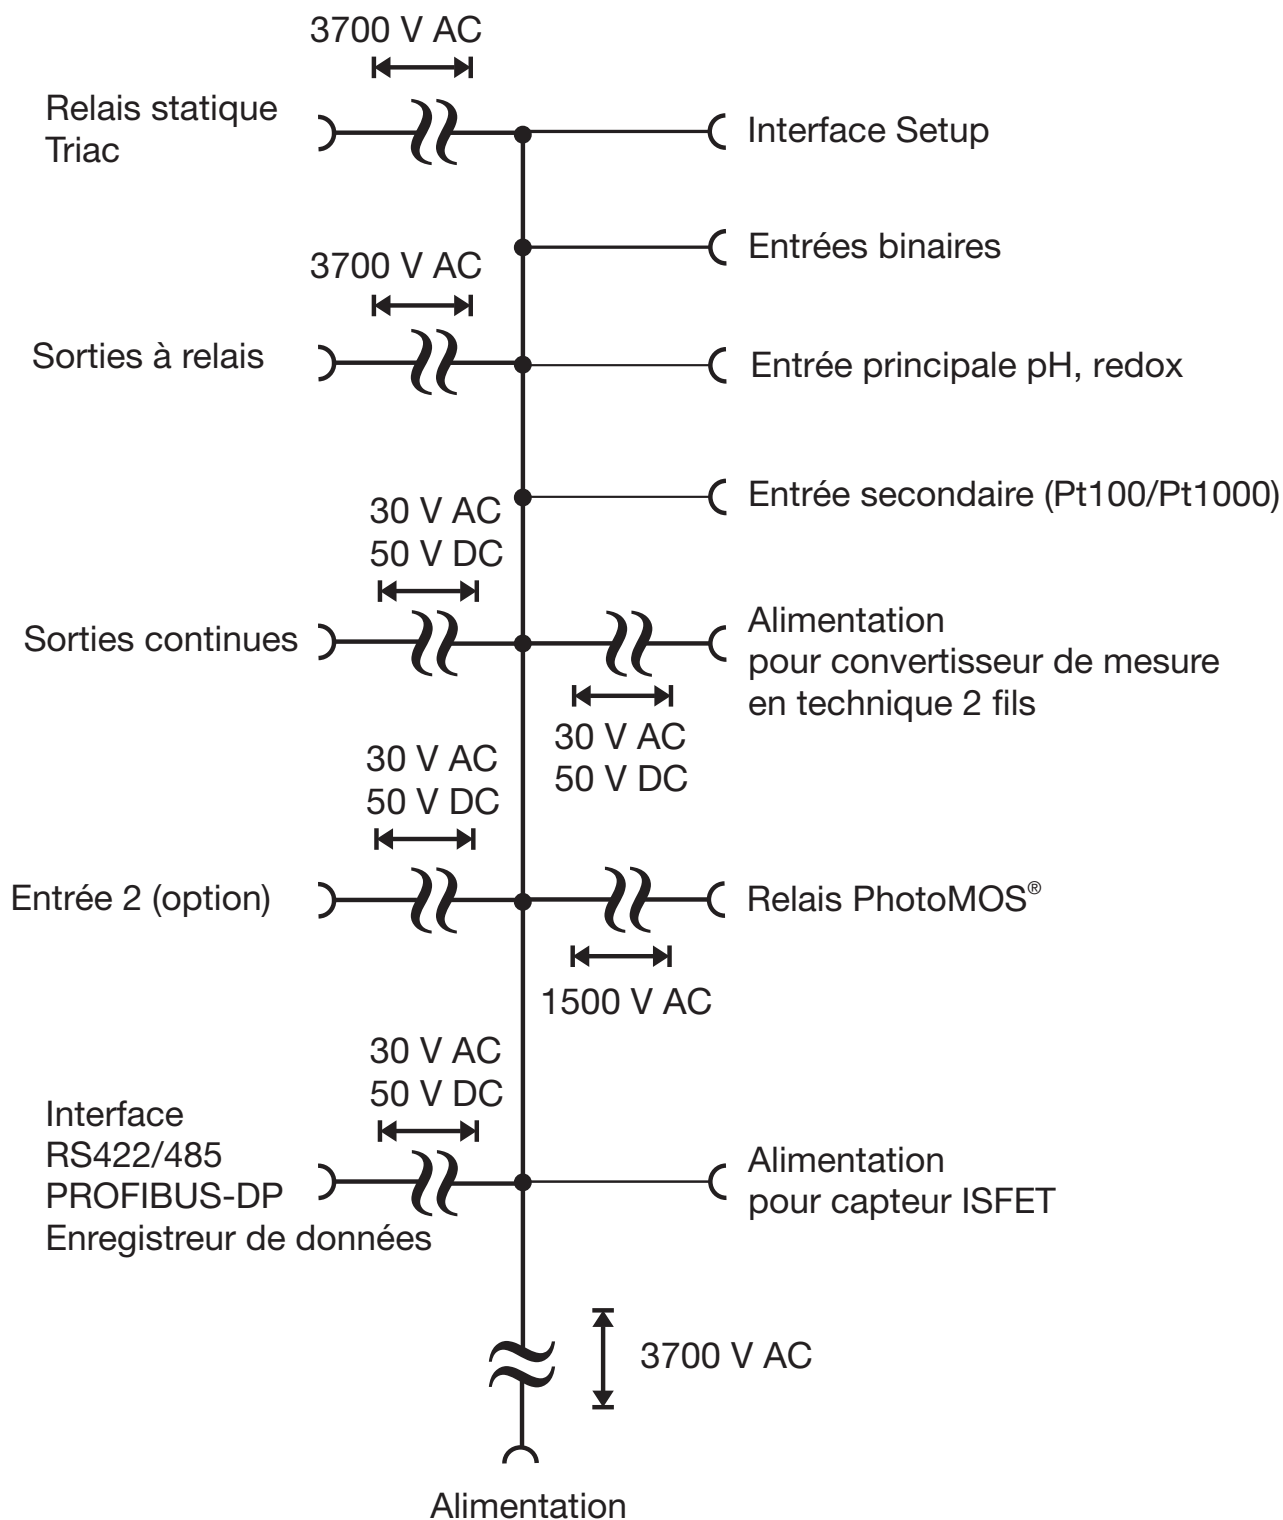 3700 V AC
Relais statique
Triac
Interface Setup
Entrées binaires
3700 V AC
Sorties à relais
Entrée principale pH, redox
Entrée secondaire (Pt100/Pt1000)
30 V AC
50 V DC
Sorties continues
Alimentation
pour convertisseur de mesure
en technique 2 fils
30 V AC
50 V DC
30 V AC
50 V DC
Entrée 2 (option)
Relais PhotoMOS®
1500 V AC
30 V AC
50 V DC
Interface
RS422/485
PROFIBUS-DP
Enregistreur de données
Alimentation
pour capteur ISFET
3700 V AC
Alimentation